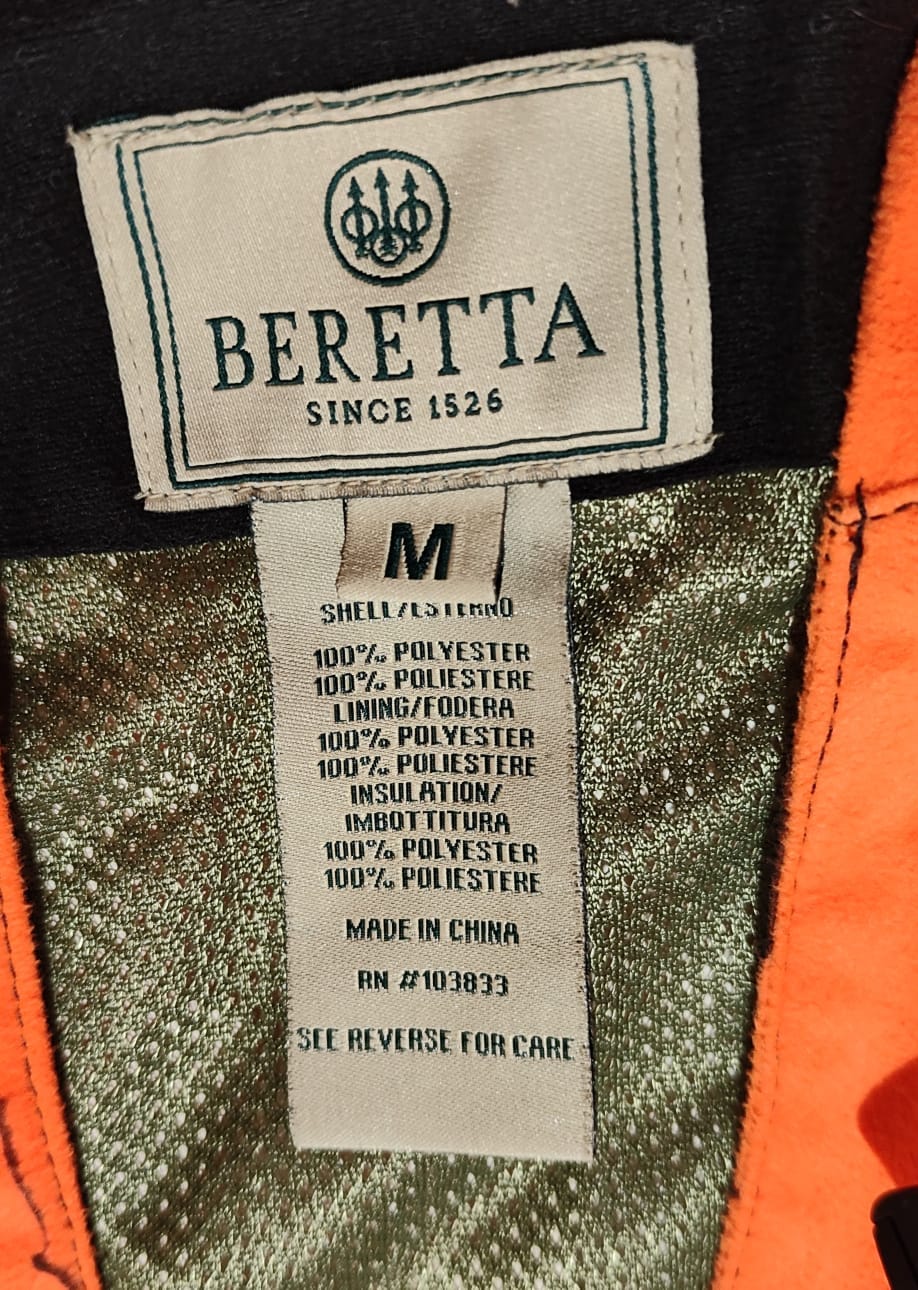 BERETTA
SINCE 1526
M
SHELL/ESTERNO
100% POLYESTER
100% POLIESTERE
LINING/FODERA
100% POLYESTER
100% POLIESTERE
INSULATION/
IMBOTTITURA
100% POLYESTER
100% POLIESTERE
MADE IN CHINA
RN #103833
SEE REVERSE FOR CARE